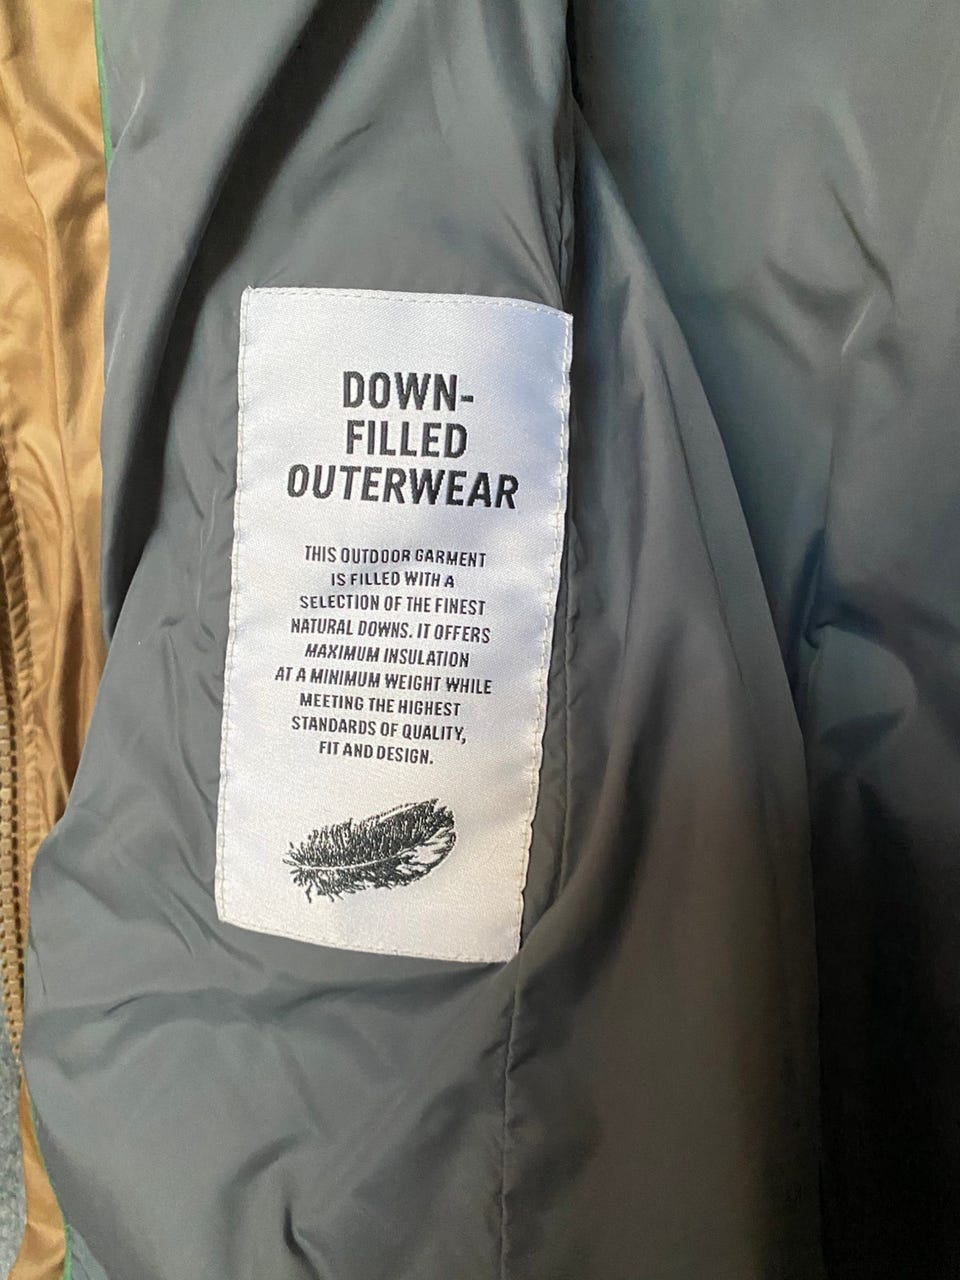 DOWN-
FILLED
OUTERWEAR
THIS OUTDOOR GARMENT
IS FILLED WITH A
SELECTION OF THE FINEST
NATURAL DOWNS. IT OFFERS
MAXIMUM INSULATION
AT A MINIMUM WEIGHT WHILE
MEETING THE HIGHEST
STANDARDS OF QUALITY,
FIT AND DESIGN.